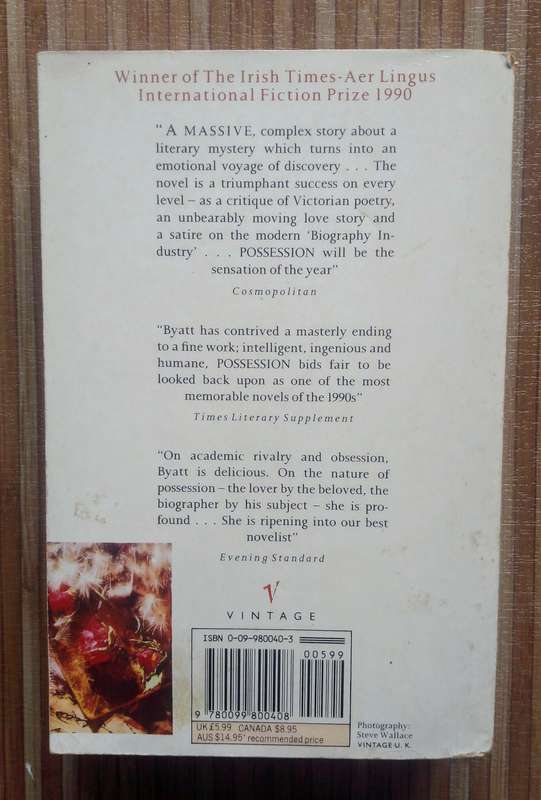 Winner of The Irish Times-Aer Lingus
International Fiction Prize 1990
"A MASSIVE, complex story about a
literary mystery which turns into an
emotional voyage of discovery . . . The
novel is a triumphant success on every
level – as a critique of Victorian poetry,
an unbearably moving love story and
a satire on the modern 'Biography In-
dustry' . . . POSSESSION will be the
sensation of the year"
Cosmopolitan
"Byatt has contrived a masterly ending
to a fine work; intelligent, ingenious and
humane, POSSESSION bids fair to be
looked back upon as one of the most
memorable novels of the 1990s"
Times Literary Supplement
"On academic rivalry and obsession,
Byatt is delicious. On the nature of
possession – the lover by the beloved, the
biographer by his subject – she is pro-
found . . . She is ripening into our best
novelist"
Evening Standard
V
VINTAGE
ISBN 0-09-980040-3
00599
9 780099 800408
UK £5.99 CANADA $8.95
AUS $14.95* recommended price
Photography:
Steve Wallace
VINTAGE U.K.